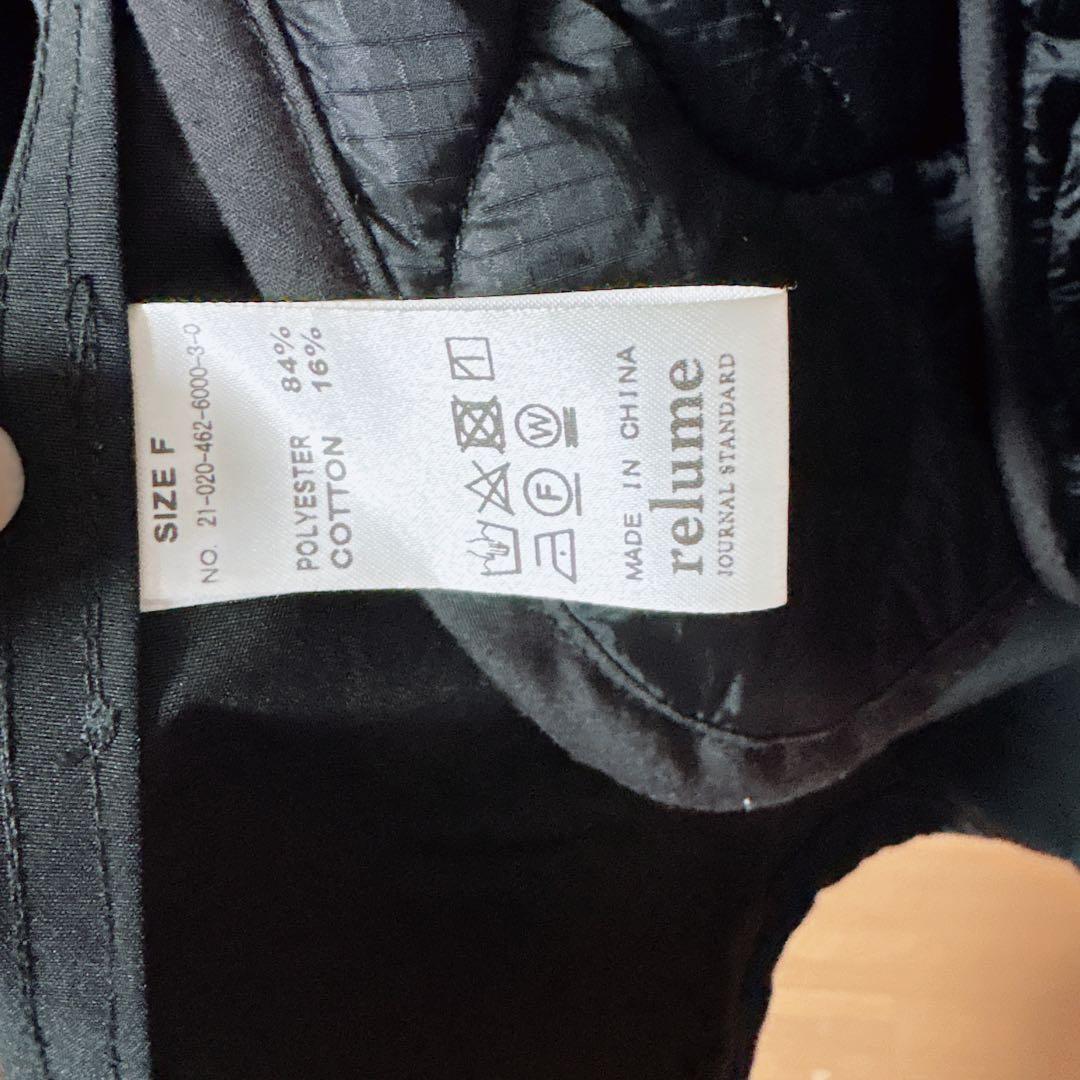 SIZE F
NO. 21-020-462-6000-3-0
POLYESTER 84%
COTTON 16%
W
F
MADE IN CHINA
relume
JOURNAL STANDARD